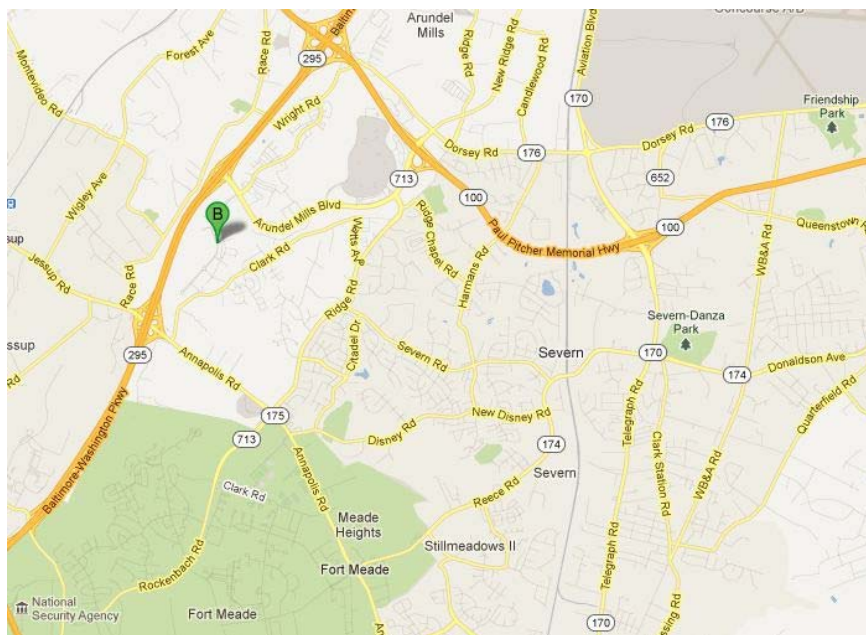 Concourse A/B
Arundel
Mills
Baltimo
Aviation Blvd
Forest Ave
Race Rd
295
Ridge Rd
New Ridge Rd
Candlewood Rd
Montevideo Rd
Wright Rd
170
Friendship
Park
Dorsey Rd
176
Dorsey Rd
176
Wigley Ave
713
652
B
Arundel Mills Blvd
100
Paul Pitcher Memorial Hwy
100
Queenstown
sup
Clark Rd
Watts Ave
Ridge Chapel Rd
Harmans Rd
WB&A Rd
Jessup Rd
Race Rd
Ridge Rd
Citadel Dr
Severn-Danza
Park
ssup
295
Annapolis Rd
Severn Rd
Severn
170
174
Donaldson Ave
Baltimore-Washington Pkwy
175
713
New Disney Rd
Disney Rd
174
Telegraph Rd
Clark Station Rd
Quarterfield Rd
WB&A Rd
Clark Rd
Annapolis Rd
Reece Rd
Severn
Meade
Heights
Stillmeadows II
Rockenbach Rd
Fort Meade
Telegraph Rd
National
Security Agency
Fort Meade
170
ssing Rd